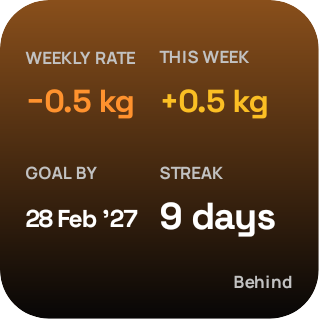 WEEKLY RATE THIS WEEK
−0.5 kg +0.5 kg
GOAL BY STREAK
28 Feb ’27 9 days
Behind